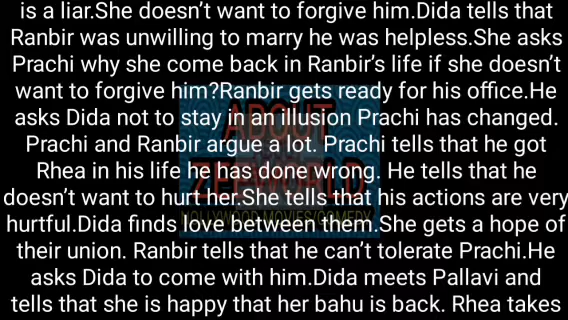 is a liar.She doesn't want to forgive him.Dida tells that
Ranbir was unwilling to marry he was helpless.She asks
Prachi why she come back in Ranbir's life if she doesn't
want to forgive him?Ranbir gets ready for his office.He
asks Dida not to stay in an illusion Prachi has changed.
Prachi and Ranbir argue a lot. Prachi tells that he got
Rhea in his life he has done wrong. He tells that he
doesn't want to hurt her.She tells that his actions are very
hurtful.Dida finds love between them.She gets a hope of
their union. Ranbir tells that he can't tolerate Prachi.He
asks Dida to come with him.Dida meets Pallavi and
tells that she is happy that her bahu is back. Rhea takes
ABOUT
ZEEWORLD
NOLLYWOOD MOVIES/COMEDY